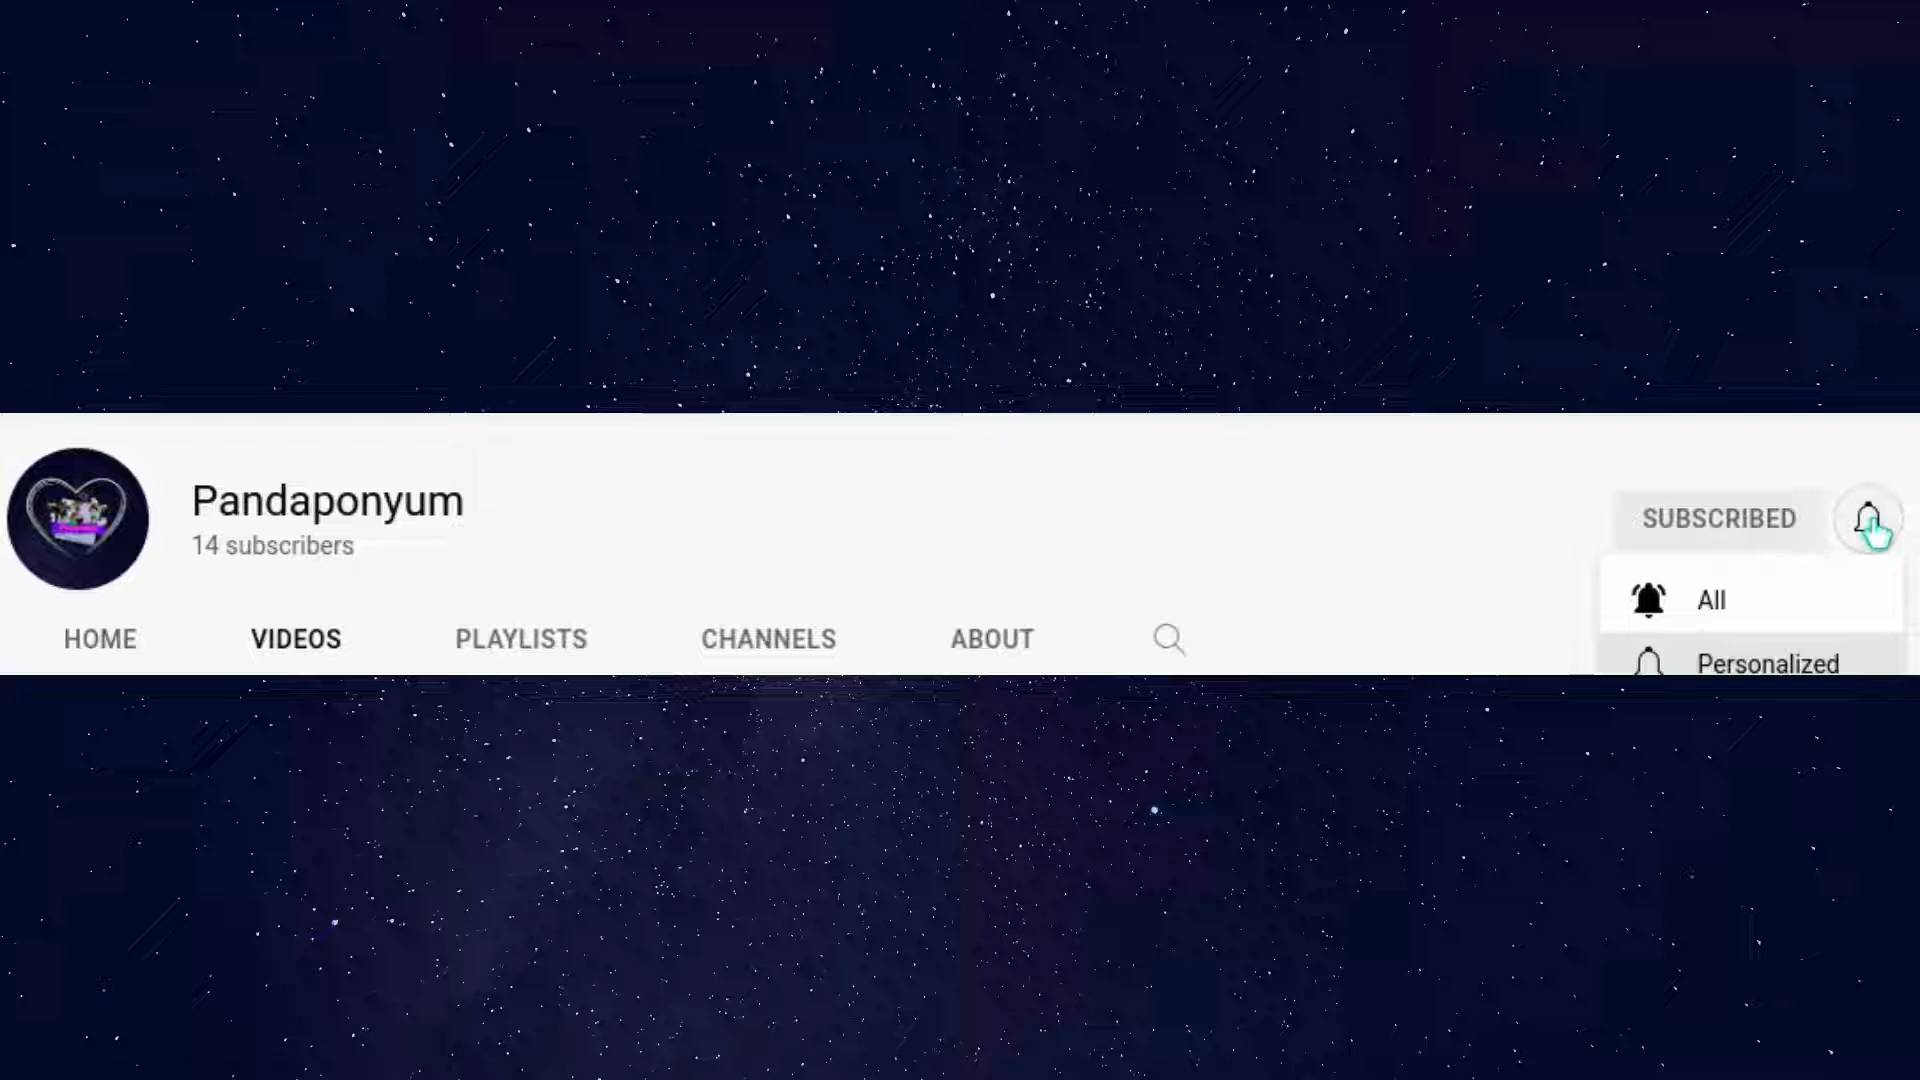 Pandaponyum
14 subscribers
SUBSCRIBED
All
Personalized
HOME VIDEOS PLAYLISTS CHANNELS ABOUT